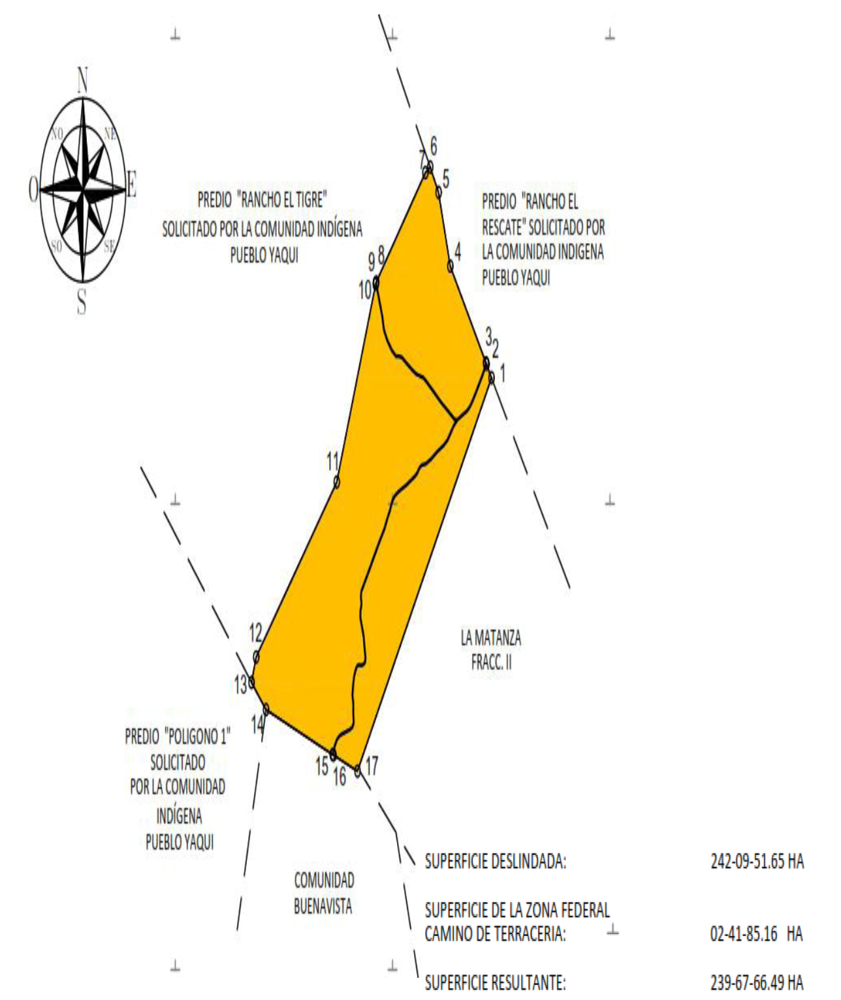 N
NO
NE
O
E
SO
SE
S
PREDIO "RANCHO EL TIGRE"
SOLICITADO POR LA COMUNIDAD INDÍGENA
PUEBLO YAQUI
PREDIO "RANCHO EL
RESCATE" SOLICITADO POR
LA COMUNIDAD INDIGENA
PUEBLO YAQUI
6
7
5
4
8
9
10
3
2
1
11
12
13
14
15
16
17
LA MATANZA
FRACC. II
PREDIO "POLIGONO 1"
SOLICITADO
POR LA COMUNIDAD
INDÍGENA
PUEBLO YAQUI
COMUNIDAD
BUENAVISTA
SUPERFICIE DESLINDADA: 242-09-51.65 HA
SUPERFICIE DE LA ZONA FEDERAL
CAMINO DE TERRACERIA: 02-41-85.16 HA
SUPERFICIE RESULTANTE: 239-67-66.49 HA